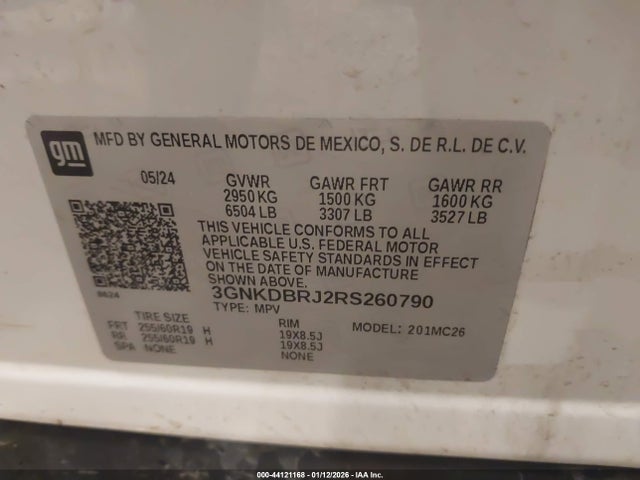 gm
MFD BY GENERAL MOTORS DE MEXICO, S. DE R.L. DE C.V.
05/24 GVWR GAWR FRT GAWR RR
2950 KG 1500 KG 1600 KG
6504 LB 3307 LB 3527 LB
THIS VEHICLE CONFORMS TO ALL
APPLICABLE U.S. FEDERAL MOTOR
VEHICLE SAFETY STANDARDS IN EFFECT
ON THE DATE OF MANUFACTURE
SHOWN ABOVE.
3GNKDBRJ2RS260790
TYPE: MPV
TIRE SIZE RIM MODEL: 201MC26
FRT 255/60R19 H 19X8.5J
RR 255/60R19 H 19X8.5J
SPA NONE NONE
000-44121168 - 01/12/2026 - IAA Inc.